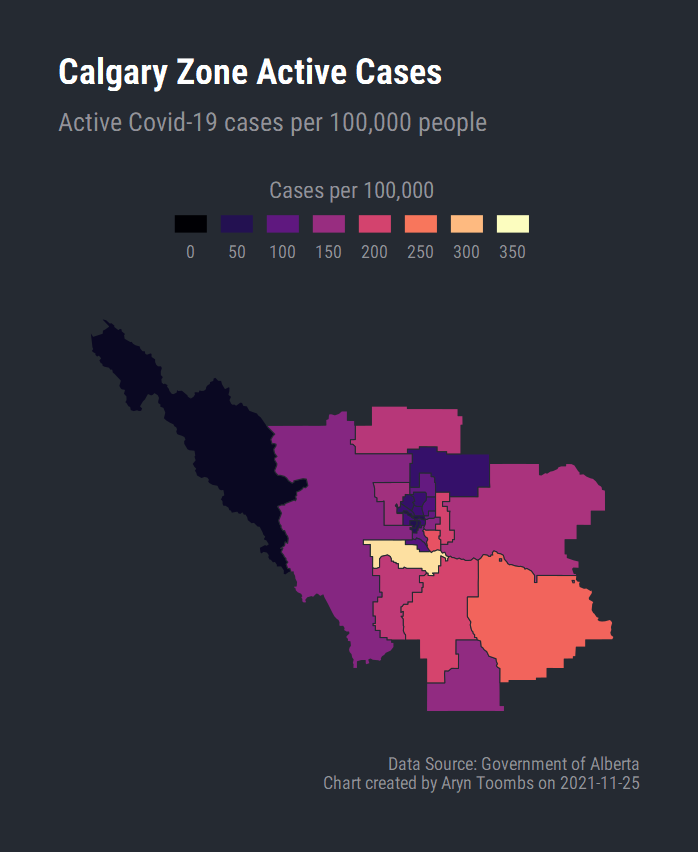 Calgary Zone Active Cases
Active Covid-19 cases per 100,000 people
Cases per 100,000
0 50 100 150 200 250 300 350
Data Source: Government of Alberta
Chart created by Aryn Toombs on 2021-11-25